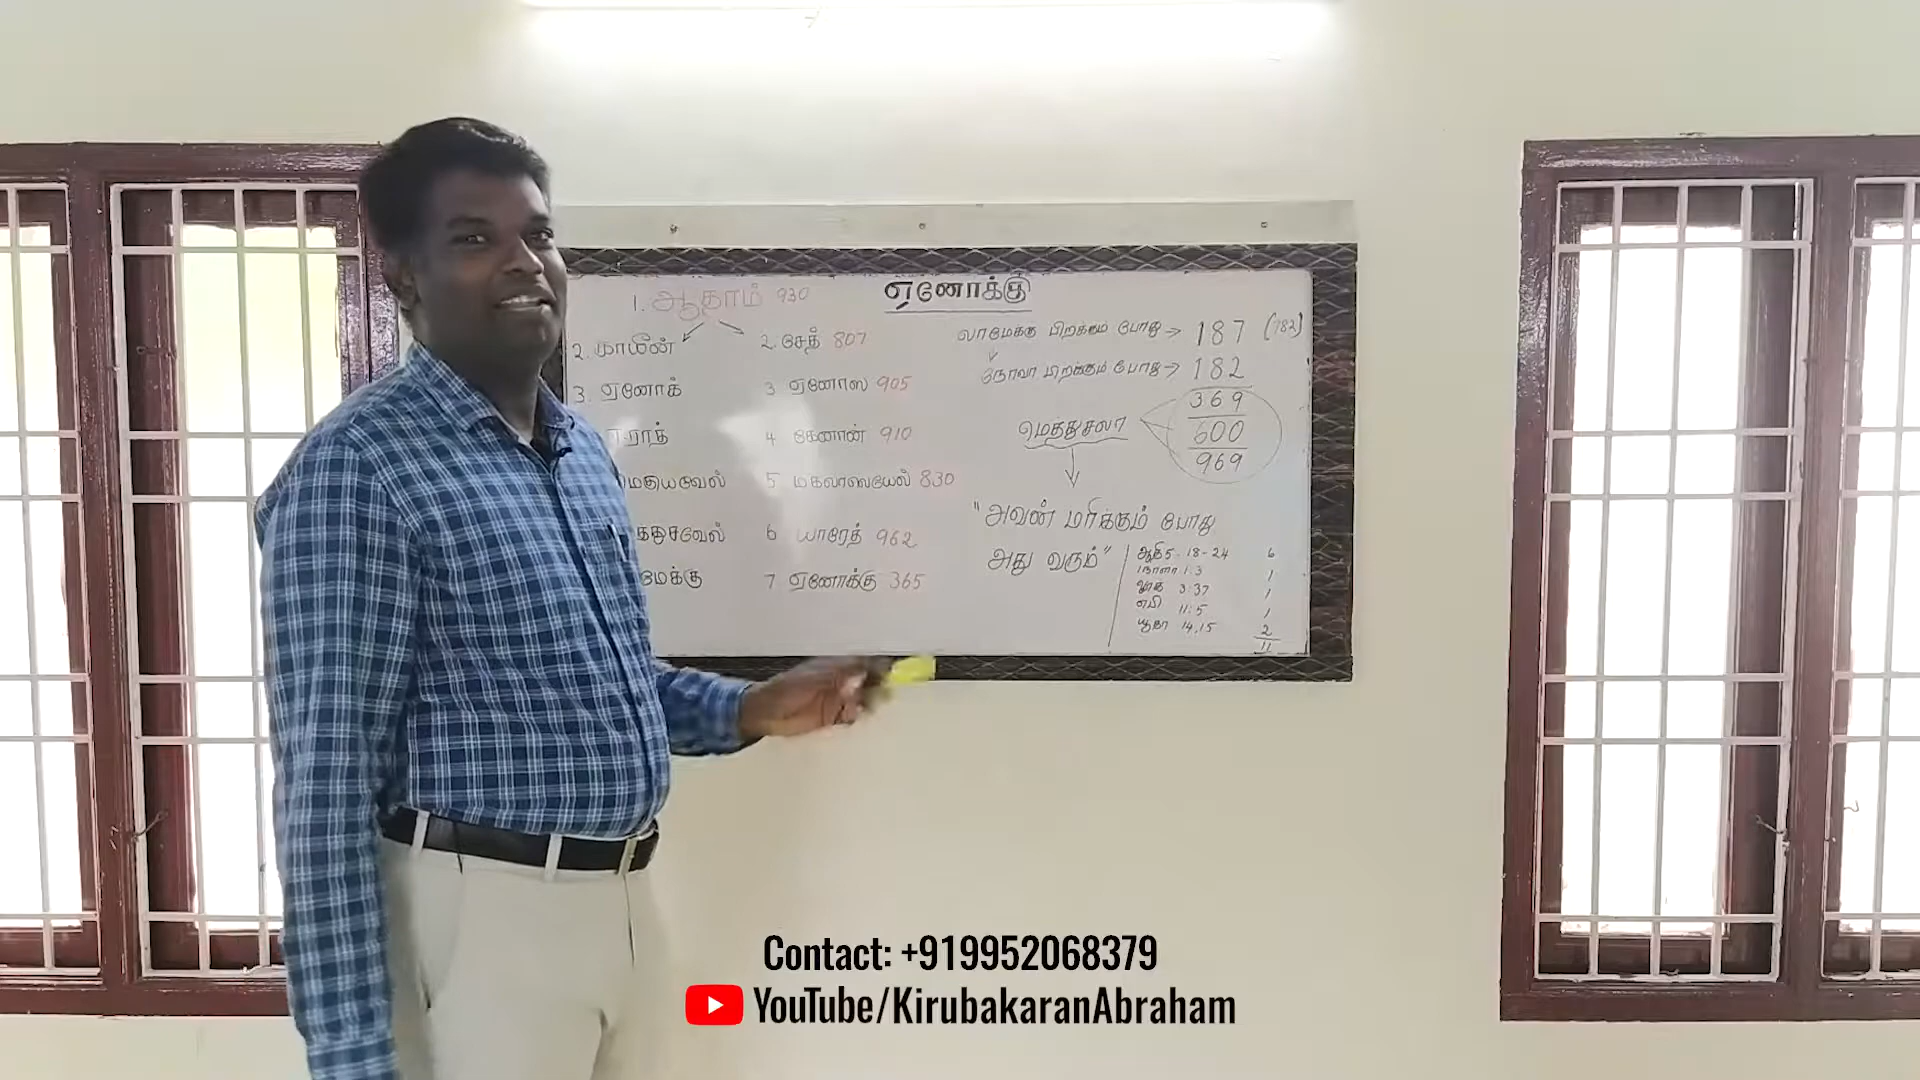 ஏனோக்கு
1. ஆதாம் 930
2. காயீன்
2. சேத் 807
3. ஏனோக்
3 ஏனோஸ 905
ராத்
4 கேனான் 910
5 மகலாலயேல் 830
6 யாரேத் 962
மேக்கு
7 ஏனோக்கு 365
லாமேக்கு பிறக்கும் போது → 187 (782)
நோவா பிறக்கும் போது → 182
369
மெத்துசலா 600
969
"அவன் மரிக்கும் போது
அது வரும்"
ஆதி 5 - 18-24 6
1 நாளா 1:3 1
லூக் 3:37 1
எபி 11:5 1
யூதா 14,15 2
11
Contact: +919952068379
YouTube/KirubakaranAbraham